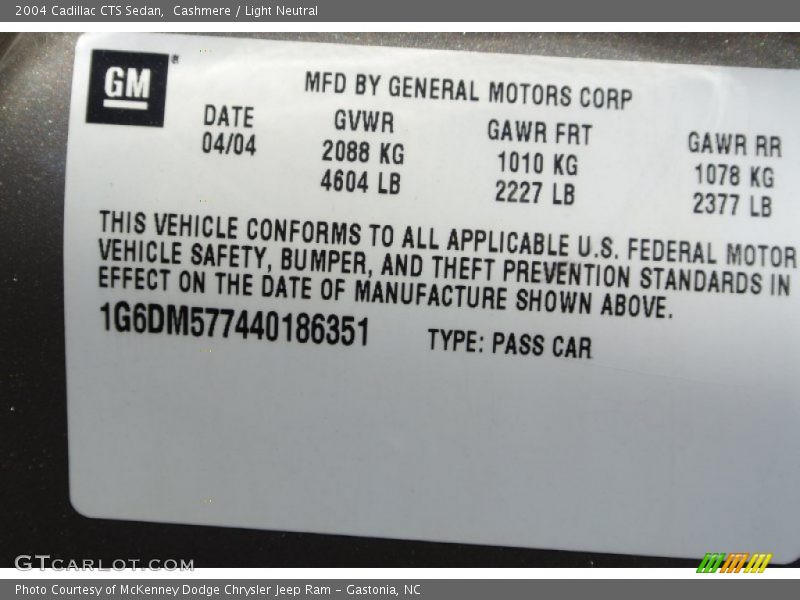 2004 Cadillac CTS Sedan, Cashmere / Light Neutral
GM®
MFD BY GENERAL MOTORS CORP
DATE GVWR GAWR FRT GAWR RR
04/04 2088 KG 1010 KG 1078 KG
4604 LB 2227 LB 2377 LB
THIS VEHICLE CONFORMS TO ALL APPLICABLE U.S. FEDERAL MOTOR
VEHICLE SAFETY, BUMPER, AND THEFT PREVENTION STANDARDS IN
EFFECT ON THE DATE OF MANUFACTURE SHOWN ABOVE.
1G6DM577440186351 TYPE: PASS CAR
GTCARLOT.COM
Photo Courtesy of McKenney Dodge Chrysler Jeep Ram - Gastonia, NC